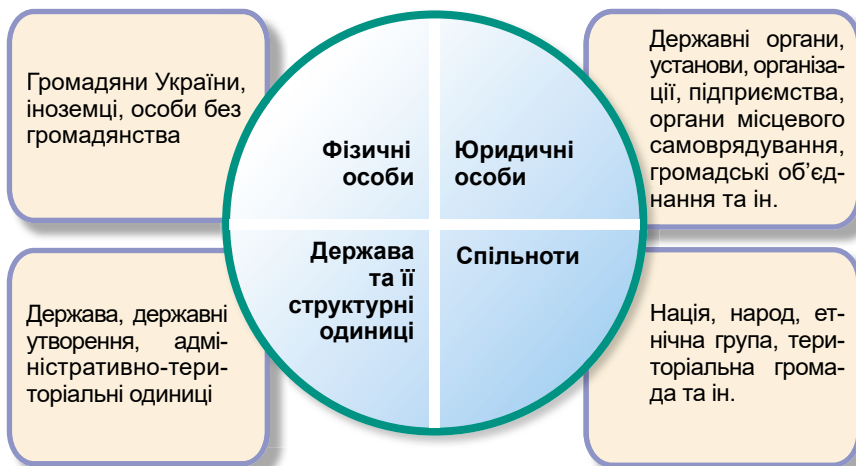 Громадяни України,
іноземці, особи без
громадянства
Фізичні
особи
Юридичні
особи
Державні органи,
установи, організа-
ції, підприємства,
органи місцевого
самоврядування,
громадські об’єд-
нання та ін.
Держава, державні
утворення, адмі-
ністративно-тери-
торіальні одиниці
Держава
та її
структурні
одиниці
Спільноти
Нація, народ, ет-
нічна група, тери-
торіальна грома-
да та ін.